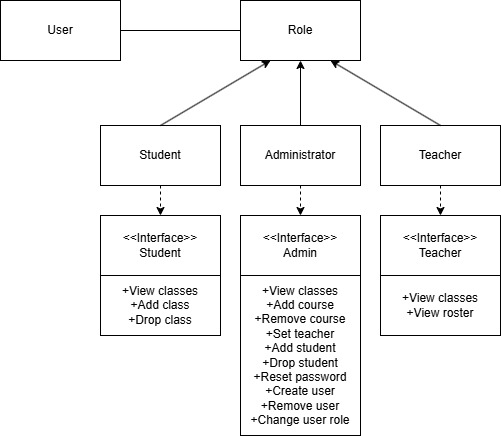 User
Role
Student
Administrator
Teacher
<<Interface>>
Student
+View classes
+Add class
+Drop class
<<Interface>>
Admin
+View classes
+Add course
+Remove course
+Set teacher
+Add student
+Drop student
+Reset password
+Create user
+Remove user
+Change user role
<<Interface>>
Teacher
+View classes
+View roster